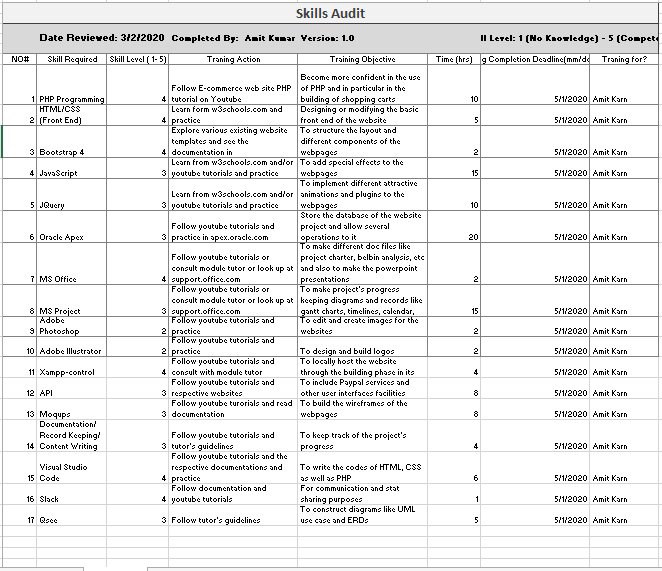 Skills Audit
Date Reviewed: 3/2/2020 Completed By: Amit Kumar Version: 1.0 ll Level: 1 (No Knowledge) - 5 (Compete
NO# Skill Required Skill Level ( 1- 5) Traning Action Training Objective Time (hrs) g Completion Deadline(mm/dd Traning for?
Become more confident in the use
Follow E-commerce web site PHP of PHP and in particular in the
1 PHP Programming 4 tutorial on Youtube building of shopping carts 10 5/1/2020 Amit Karn
HTML/CSS Learn form w3schools.com and Designing or modifying the basic
2 (Front End) 4 practice front end of the website 5 5/1/2020 Amit Karn
Explore various existing website To structure the layout and
templates and see the different components of the
3 Bootstrap 4 4 documentation in webpages 2 5/1/2020 Amit Karn
Learn from w3schools.com and/or To add special effects to the
4 JavaScript 3 youtube tutorials and practice webpages 15 5/1/2020 Amit Karn
To implement different attractive
Learn from w3schools.com and/or animations and plugins to the
5 JQuery 3 youtube tutorials and practice webpages 10 5/1/2020 Amit Karn
Store the database of the website
Follow youtube tutorials and project and allow several
6 Oracle Apex 3 practice in apex.oracle.com operations to it 20 5/1/2020 Amit Karn
To make different doc files like
Follow youtube tutorials or project charter, belbin analysis, etc
consult module tutor or look up at and also to make the powerpoint
7 MS Office 4 support.office.com presentations 2 5/1/2020 Amit Karn
Follow youtube tutorials or To make project's progress
consult module tutor or look up at keeping diagrams and records like
8 MS Project 3 support.office.com gantt charts, timelines, calendar, 15 5/1/2020 Amit Karn
Adobe Follow youtube tutorials and To edit and create images for the
9 Photoshop 2 practice websites 2 5/1/2020 Amit Karn
Follow youtube tutorials and
10 Adobe Illustrator 2 practice To design and build logos 2 5/1/2020 Amit Karn
Follow youtube tutorials and To locally host the website
11 Xampp-control 4 consult with module tutor through the building phase in its 4 5/1/2020 Amit Karn
Follow youtube tutorials and To include Paypal services and
12 API 3 respective websites other user interfaces facilities 8 5/1/2020 Amit Karn
Follow youtube tutorials and read To build the wireframes of the
13 Moqups 3 documentation webpages 8 5/1/2020 Amit Karn
Documentation/
Record Keeping/ Follow youtube tutorials and To keep track of the project's
14 Content Writing 3 tutor's guidelines progress 4 5/1/2020 Amit Karn
Follow youtube tutorials and the
Visual Studio respective documentations and To write the codes of HTML, CSS
15 Code 4 practice as well as PHP 6 5/1/2020 Amit Karn
Follow documentation and For communication and stat
16 Slack 4 youtube tutorials sharing purposes 1 5/1/2020 Amit Karn
To construct diagrams like UML
17 Qsee 3 Follow tutor's guidelines use case and ERDs 5 5/1/2020 Amit Karn